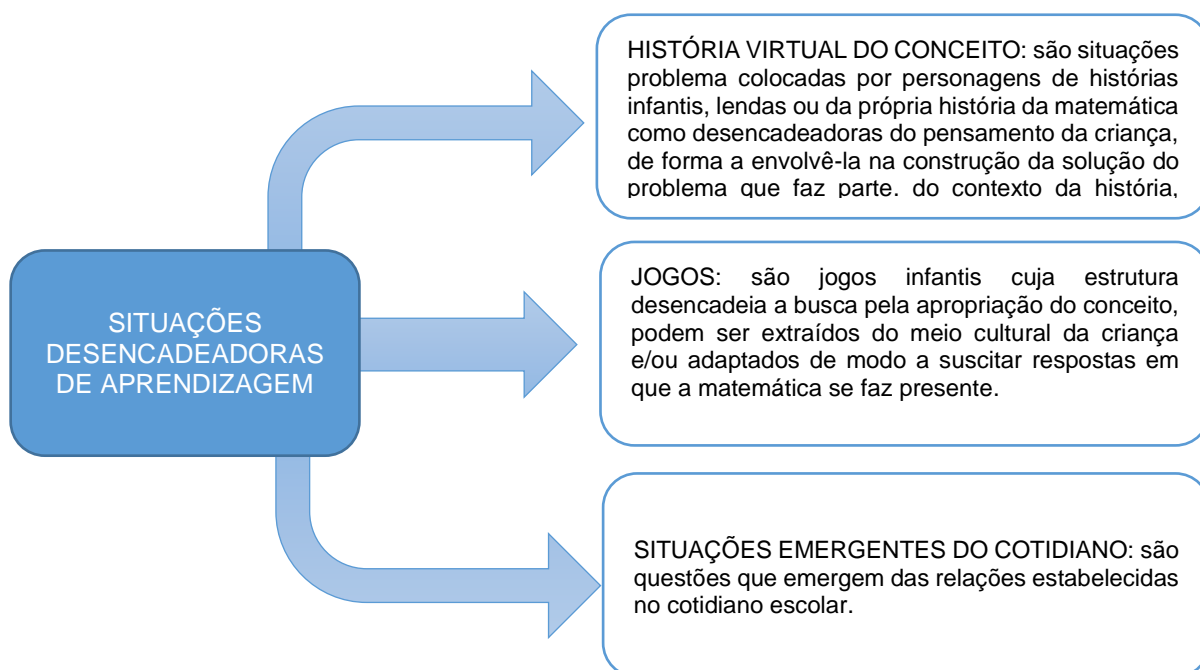 HISTÓRIA VIRTUAL DO CONCEITO: são situações
problema colocadas por personagens de histórias
infantis, lendas ou da própria história da matemática
como desencadeadoras do pensamento da criança,
de forma a envolvê-la na construção da solução do
problema que faz parte. do contexto da história,
SITUAÇÕES
DESENCADEADORAS
DE APRENDIZAGEM
JOGOS: são jogos infantis cuja estrutura
desencadeia a busca pela apropriação do conceito,
podem ser extraídos do meio cultural da criança
e/ou adaptados de modo a suscitar respostas em
que a matemática se faz presente.
SITUAÇÕES EMERGENTES DO COTIDIANO: são
questões que emergem das relações estabelecidas
no cotidiano escolar.